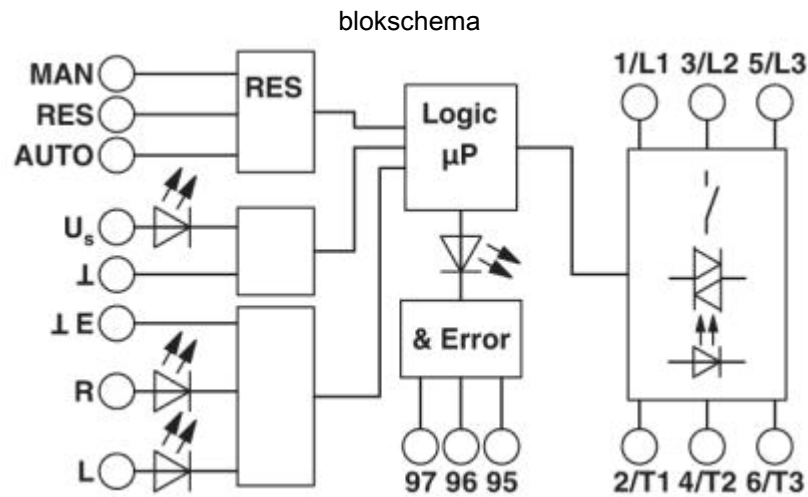 blokschema
MAN
RES
AUTO
Us
⊥
⊥ E
R
L
RES
Logic
µP
& Error
97 96 95
1/L1 3/L2 5/L3
2/T1 4/T2 6/T3